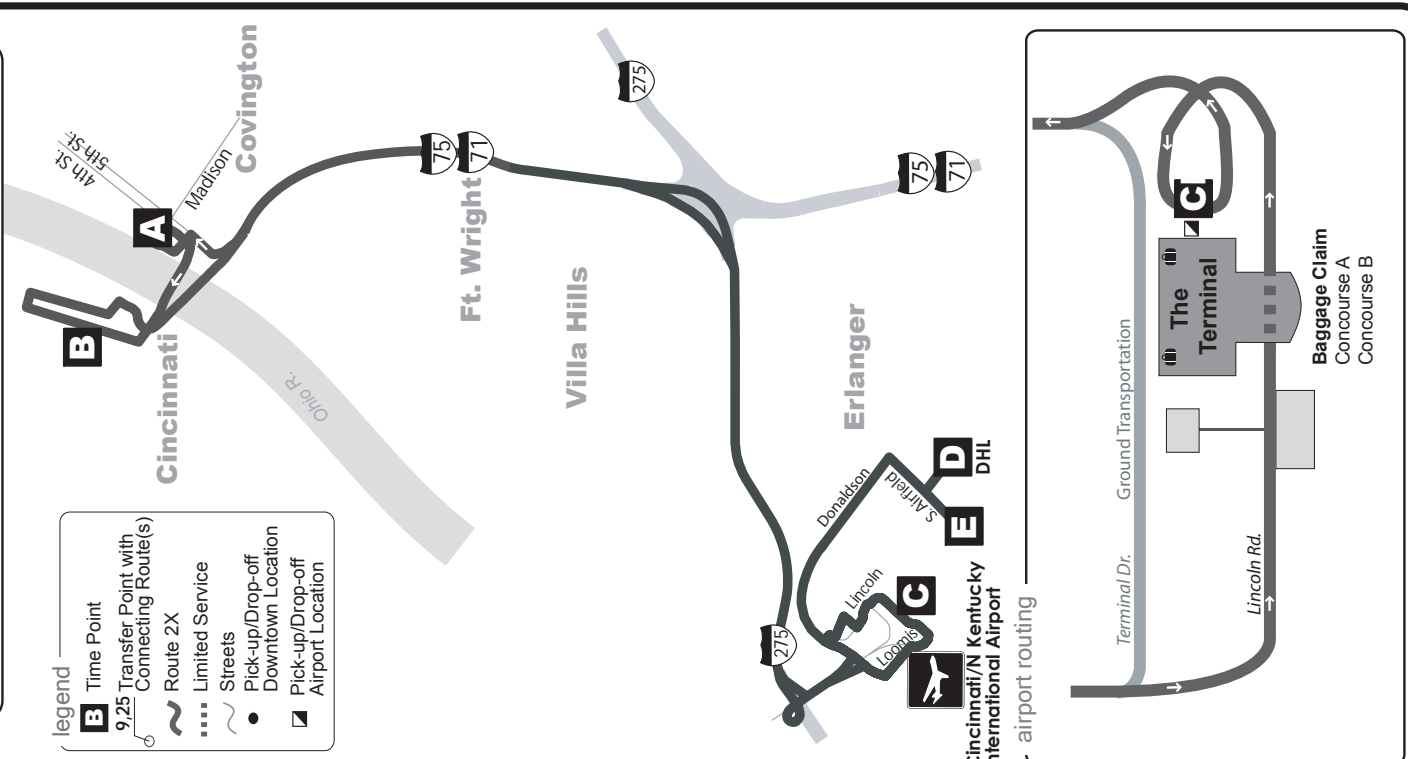 legend
B Time Point
9,25 Transfer Point with
Connecting Route(s)
Route 2X
Limited Service
Streets
Pick-up/Drop-off
Downtown Location
Pick-up/Drop-off
Airport Location
Cincinnati
Ohio R.
B
A
4th St.
5th St.
Madison
Covington
75
71
Ft. Wright
Villa Hills
275
75
71
Erlanger
275
Donaldson
S. Airfield
D
DHL
E
Lincoln
Loomis
C
Cincinnati/N Kentucky
International Airport
airport routing
Terminal Dr.
Ground Transportation
Lincoln Rd.
The
Terminal
C
Baggage Claim
Concourse A
Concourse B